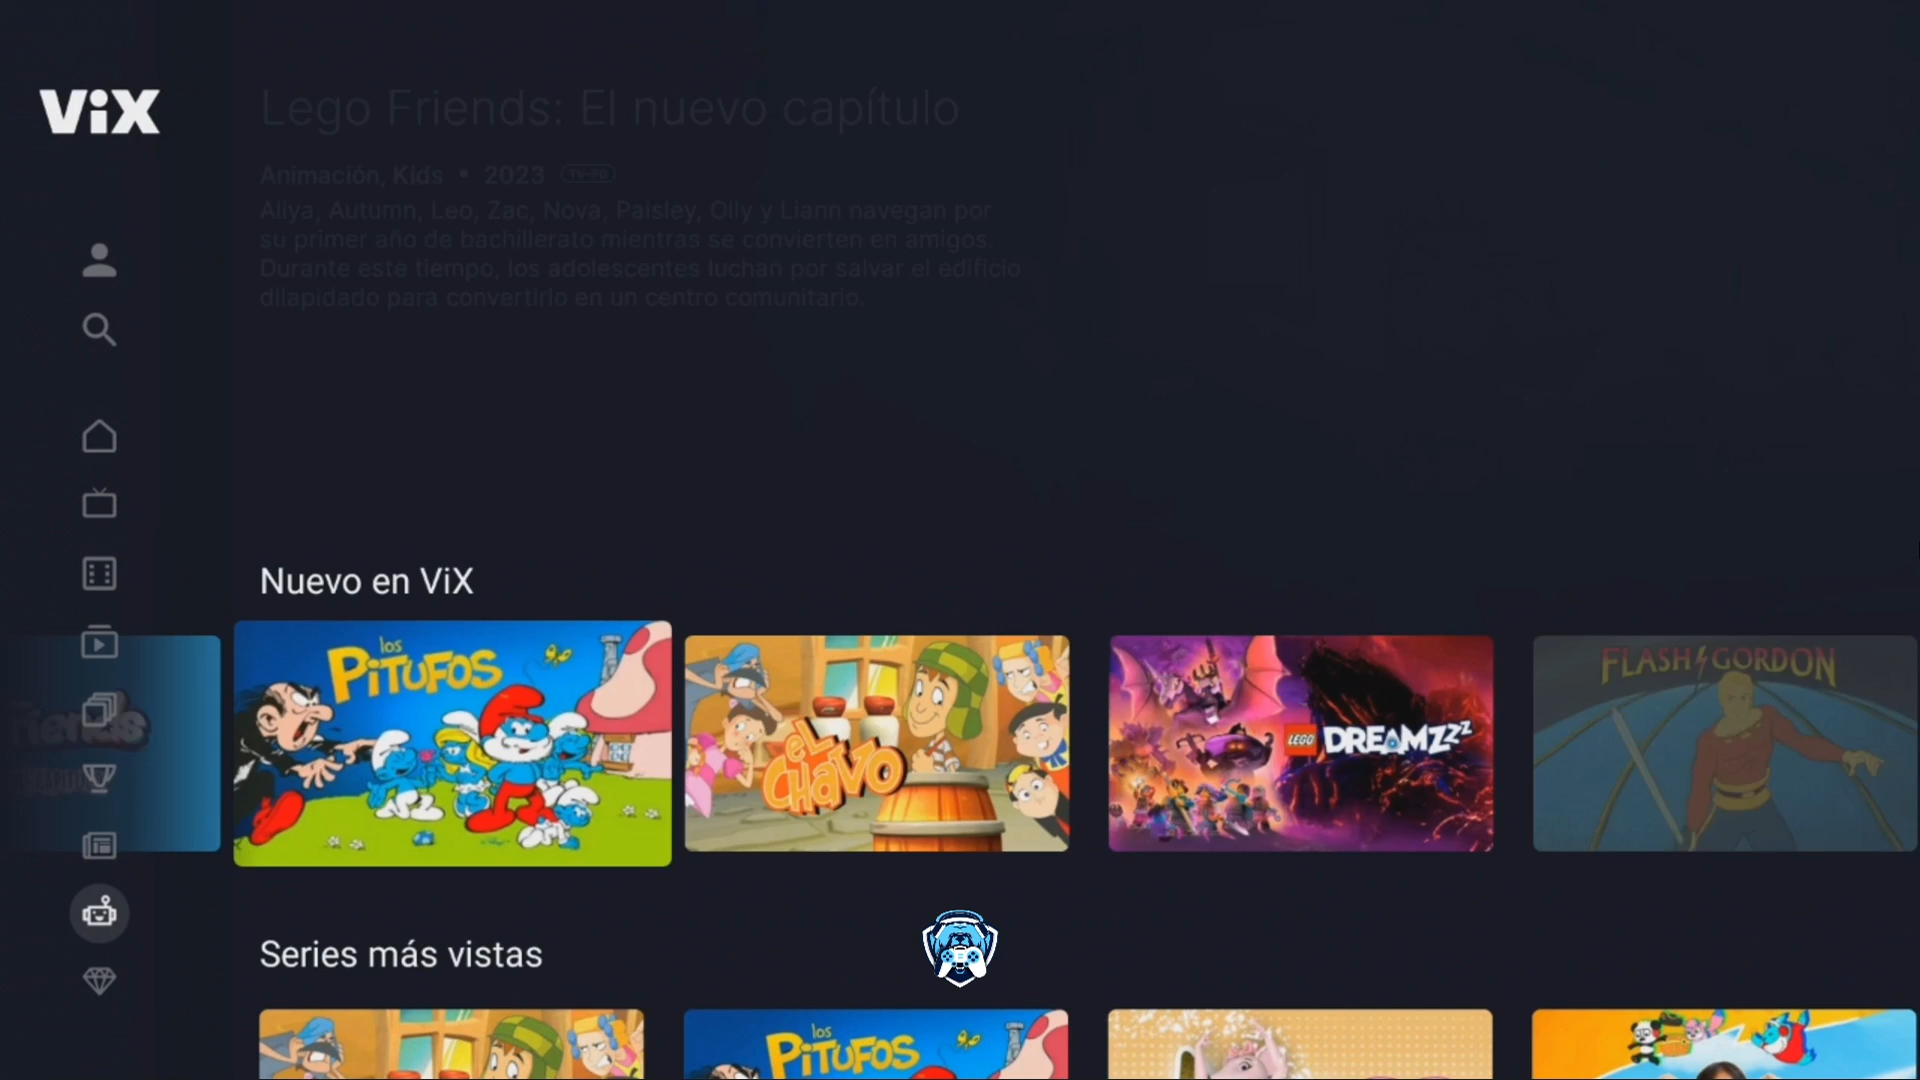 ViX
Lego Friends: El nuevo capítulo
Animación, Kids • 2023 TV-PG
Aliya, Autumn, Leo, Zac, Nova, Paisley, Olly y Liann navegan por
su primer año de bachillerato mientras se convierten en amigos.
Durante este tiempo, los adolescentes luchan por salvar el edificio
dilapidado para convertirlo en un centro comunitario.
Nuevo en ViX
los
PiTUFOS
EL
CHAVO
LEGO DREAMZzz
FLASH GORDON
Series más vistas
los
PiTUFOS